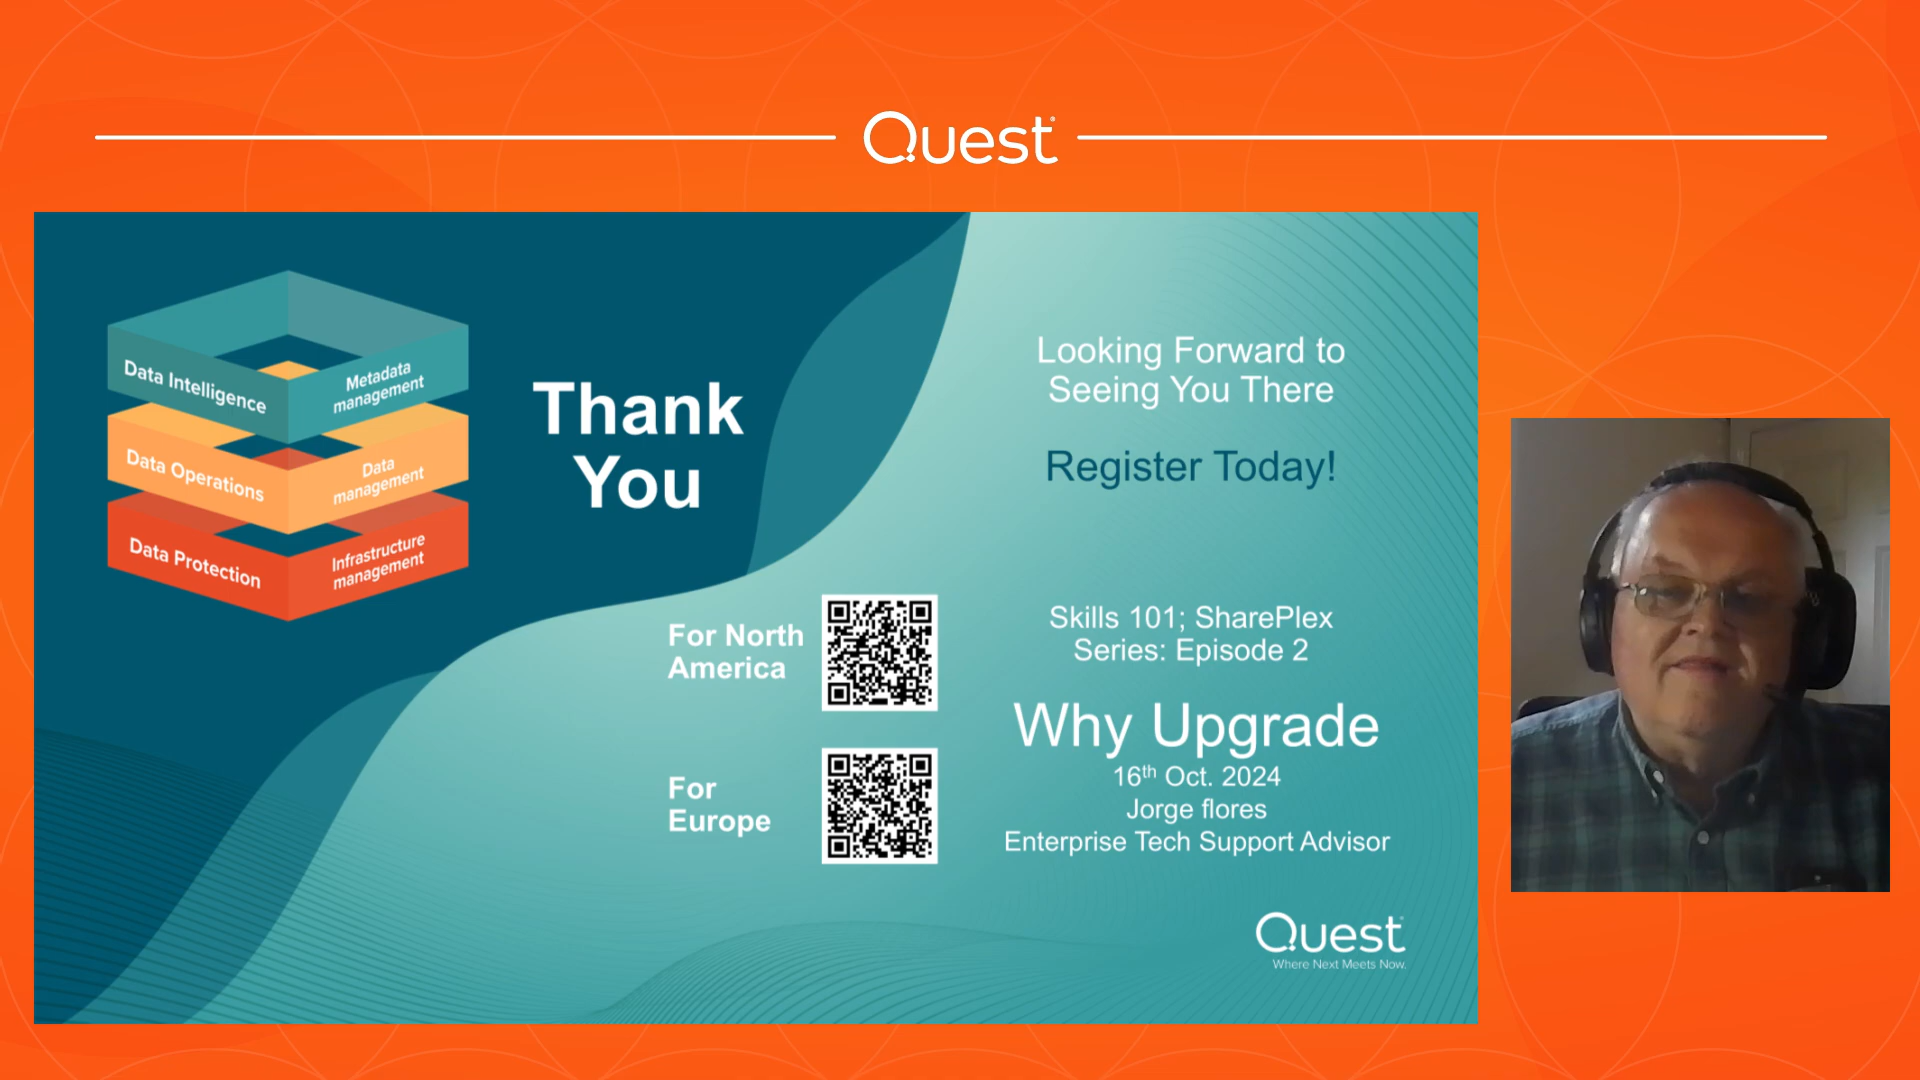 Quest
Data Intelligence
Metadata
management
Data Operations
Data
management
Data Protection
Infrastructure
management
Thank
You
Looking Forward to
Seeing You There
Register Today!
For North
America
For
Europe
Skills 101; SharePlex
Series: Episode 2
Why Upgrade
16th Oct. 2024
Jorge flores
Enterprise Tech Support Advisor
Quest
Where Next Meets Now.